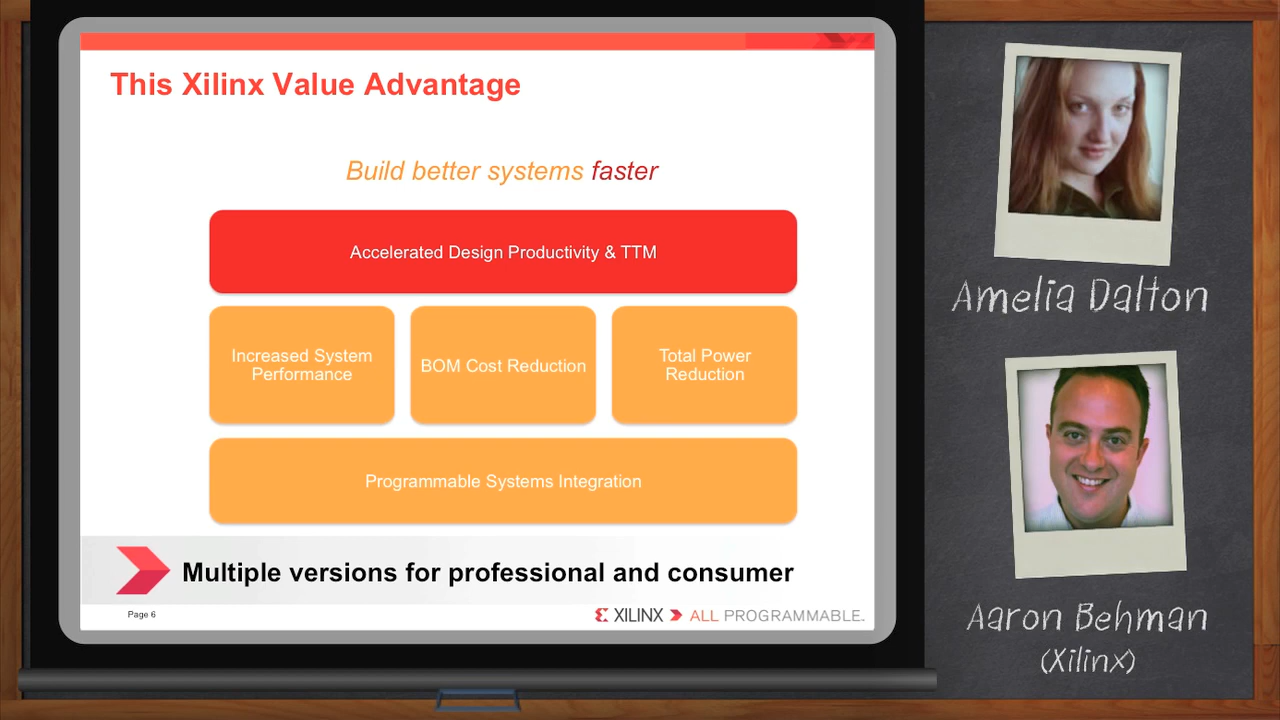 This Xilinx Value Advantage
Build better systems faster
Accelerated Design Productivity & TTM
Increased System
Performance
BOM Cost Reduction
Total Power
Reduction
Programmable Systems Integration
Multiple versions for professional and consumer
Page 6
XILINX ALL PROGRAMMABLE.
Amelia Dalton
Aaron Behman
(Xilinx)